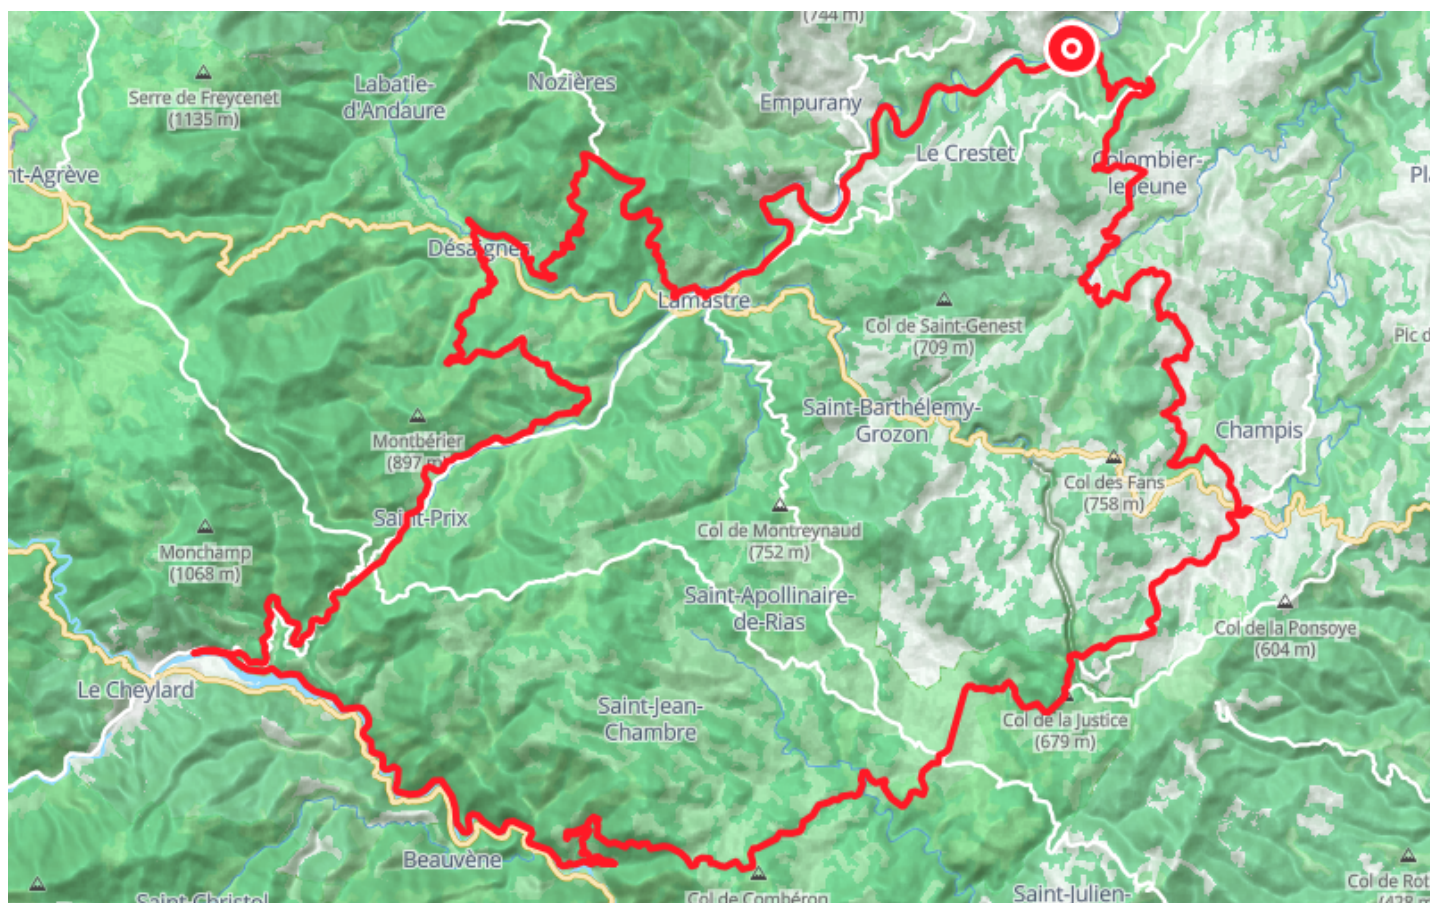 (744 m)
Labatie-
d'Andaure
Nozières
Serre de Freycenet
(1135 m)
Empurany
Le Crestet
Colombier-
le-Jeune
nt-Agrève
Désaignes
Lamastre
Col de Saint-Genest
(709 m)
Pic d
Saint-Barthélemy-
Grozon
Champis
Montbérier
(897 m)
Col des Fans
(758 m)
Saint-Prix
Col de Montreynaud
(752 m)
Monchamp
(1068 m)
Saint-Apollinaire-
de-Rias
Col de la Ponsoye
(604 m)
Le Cheylard
Saint-Jean-
Chambre
Col de la Justice
(679 m)
Beauvène
Col de Comberon
Saint-Christol
Saint-Julien-
Col de Rot
(428 m